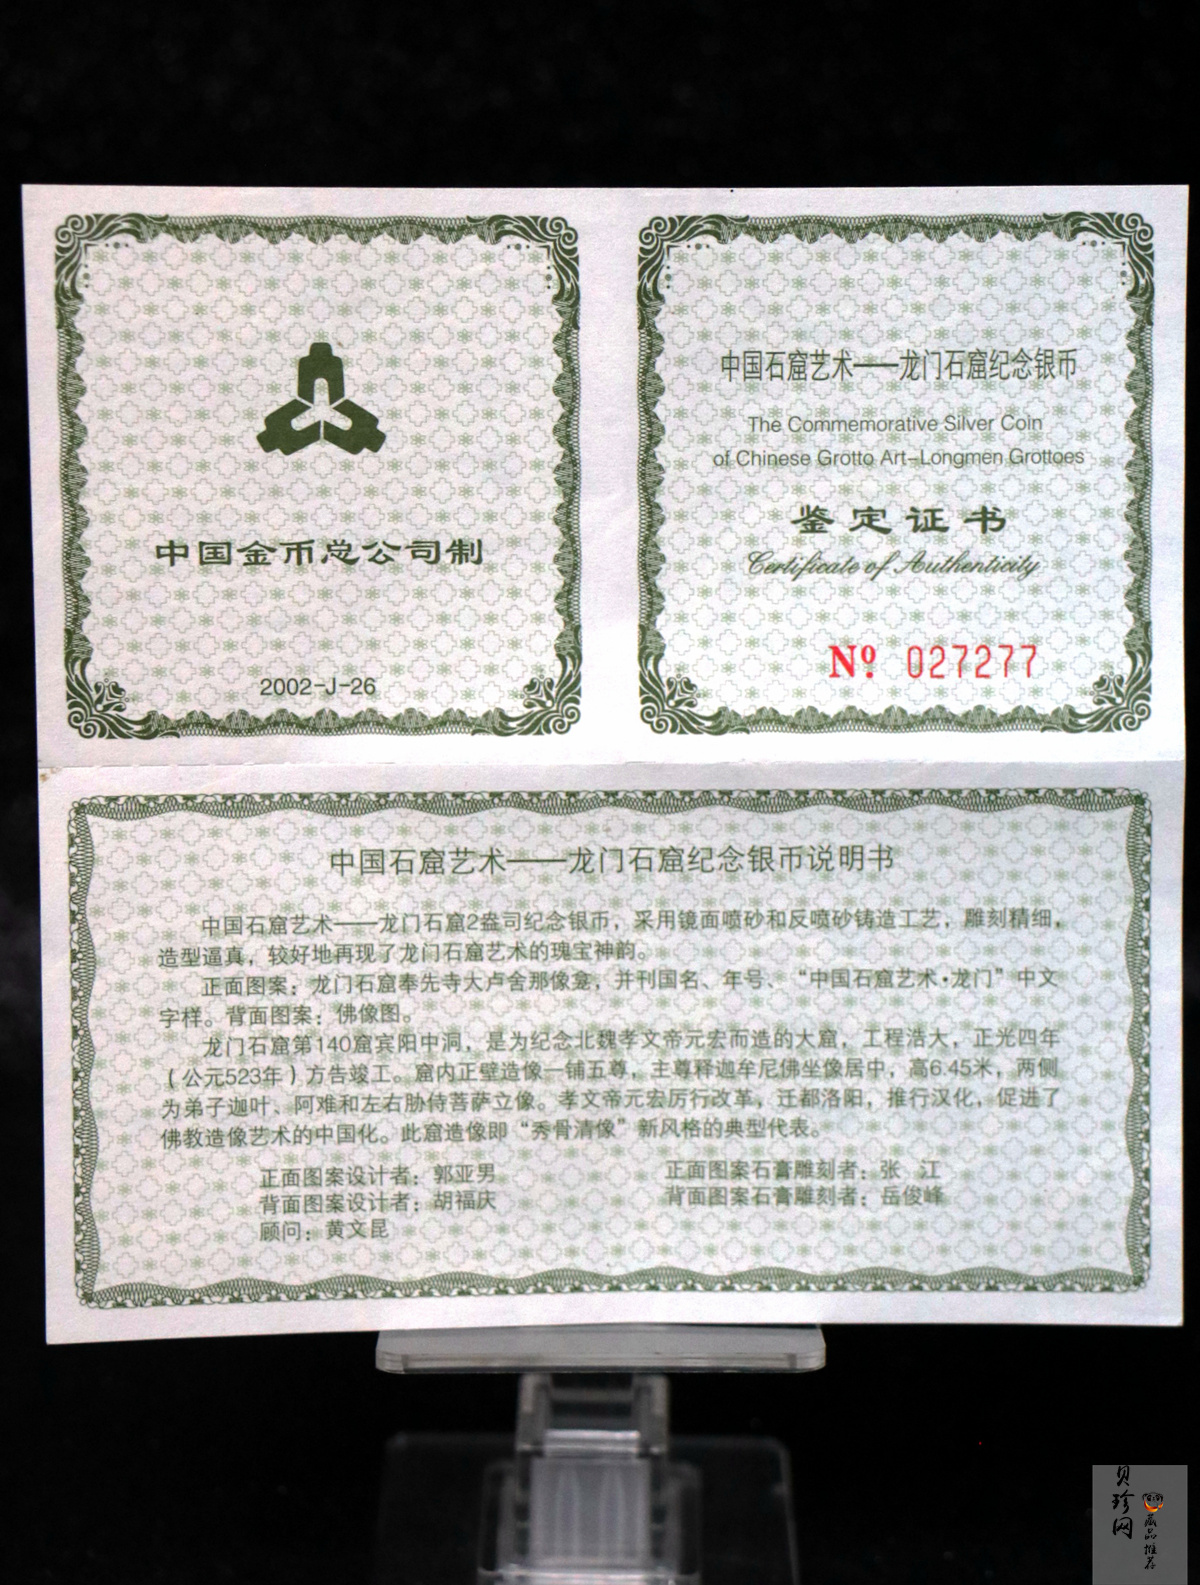 中国金币总公司制
2002-J-26
中国石窟艺术——龙门石窟纪念银币
The Commemorative Silver Coin
of Chinese Grotto Art-Longmen Grottoes
鉴定证书
Certificate of Authenticity
Nº 027277
中国石窟艺术——龙门石窟纪念银币说明书
中国石窟艺术——龙门石窟2盎司纪念银币，采用镜面喷砂和反喷砂铸造工艺，雕刻精细，
造型逼真，较好地再现了龙门石窟艺术的瑰宝神韵。
正面图案：龙门石窟奉先寺大卢舍那像龛，并刊国名、年号、“中国石窟艺术·龙门”中文
字样。背面图案：佛像图。
龙门石窟第140窟宾阳中洞，是为纪念北魏孝文帝元宏而造的大窟，工程浩大，正光四年
（公元523年）方告竣工。窟内正壁造像一铺五尊，主尊释迦牟尼佛坐像居中，高6.45米，两侧
为弟子迦叶、阿难和左右胁侍菩萨立像。孝文帝元宏厉行改革，迁都洛阳，推行汉化，促进了
佛教造像艺术的中国化。此窟造像即“秀骨清像”新风格的典型代表。
正面图案设计者：郭亚男
正面图案石膏雕刻者：张 江
背面图案设计者：胡福庆
背面图案石膏雕刻者：岳俊峰
顾问：黄文昆
贝珍网
藏品推荐